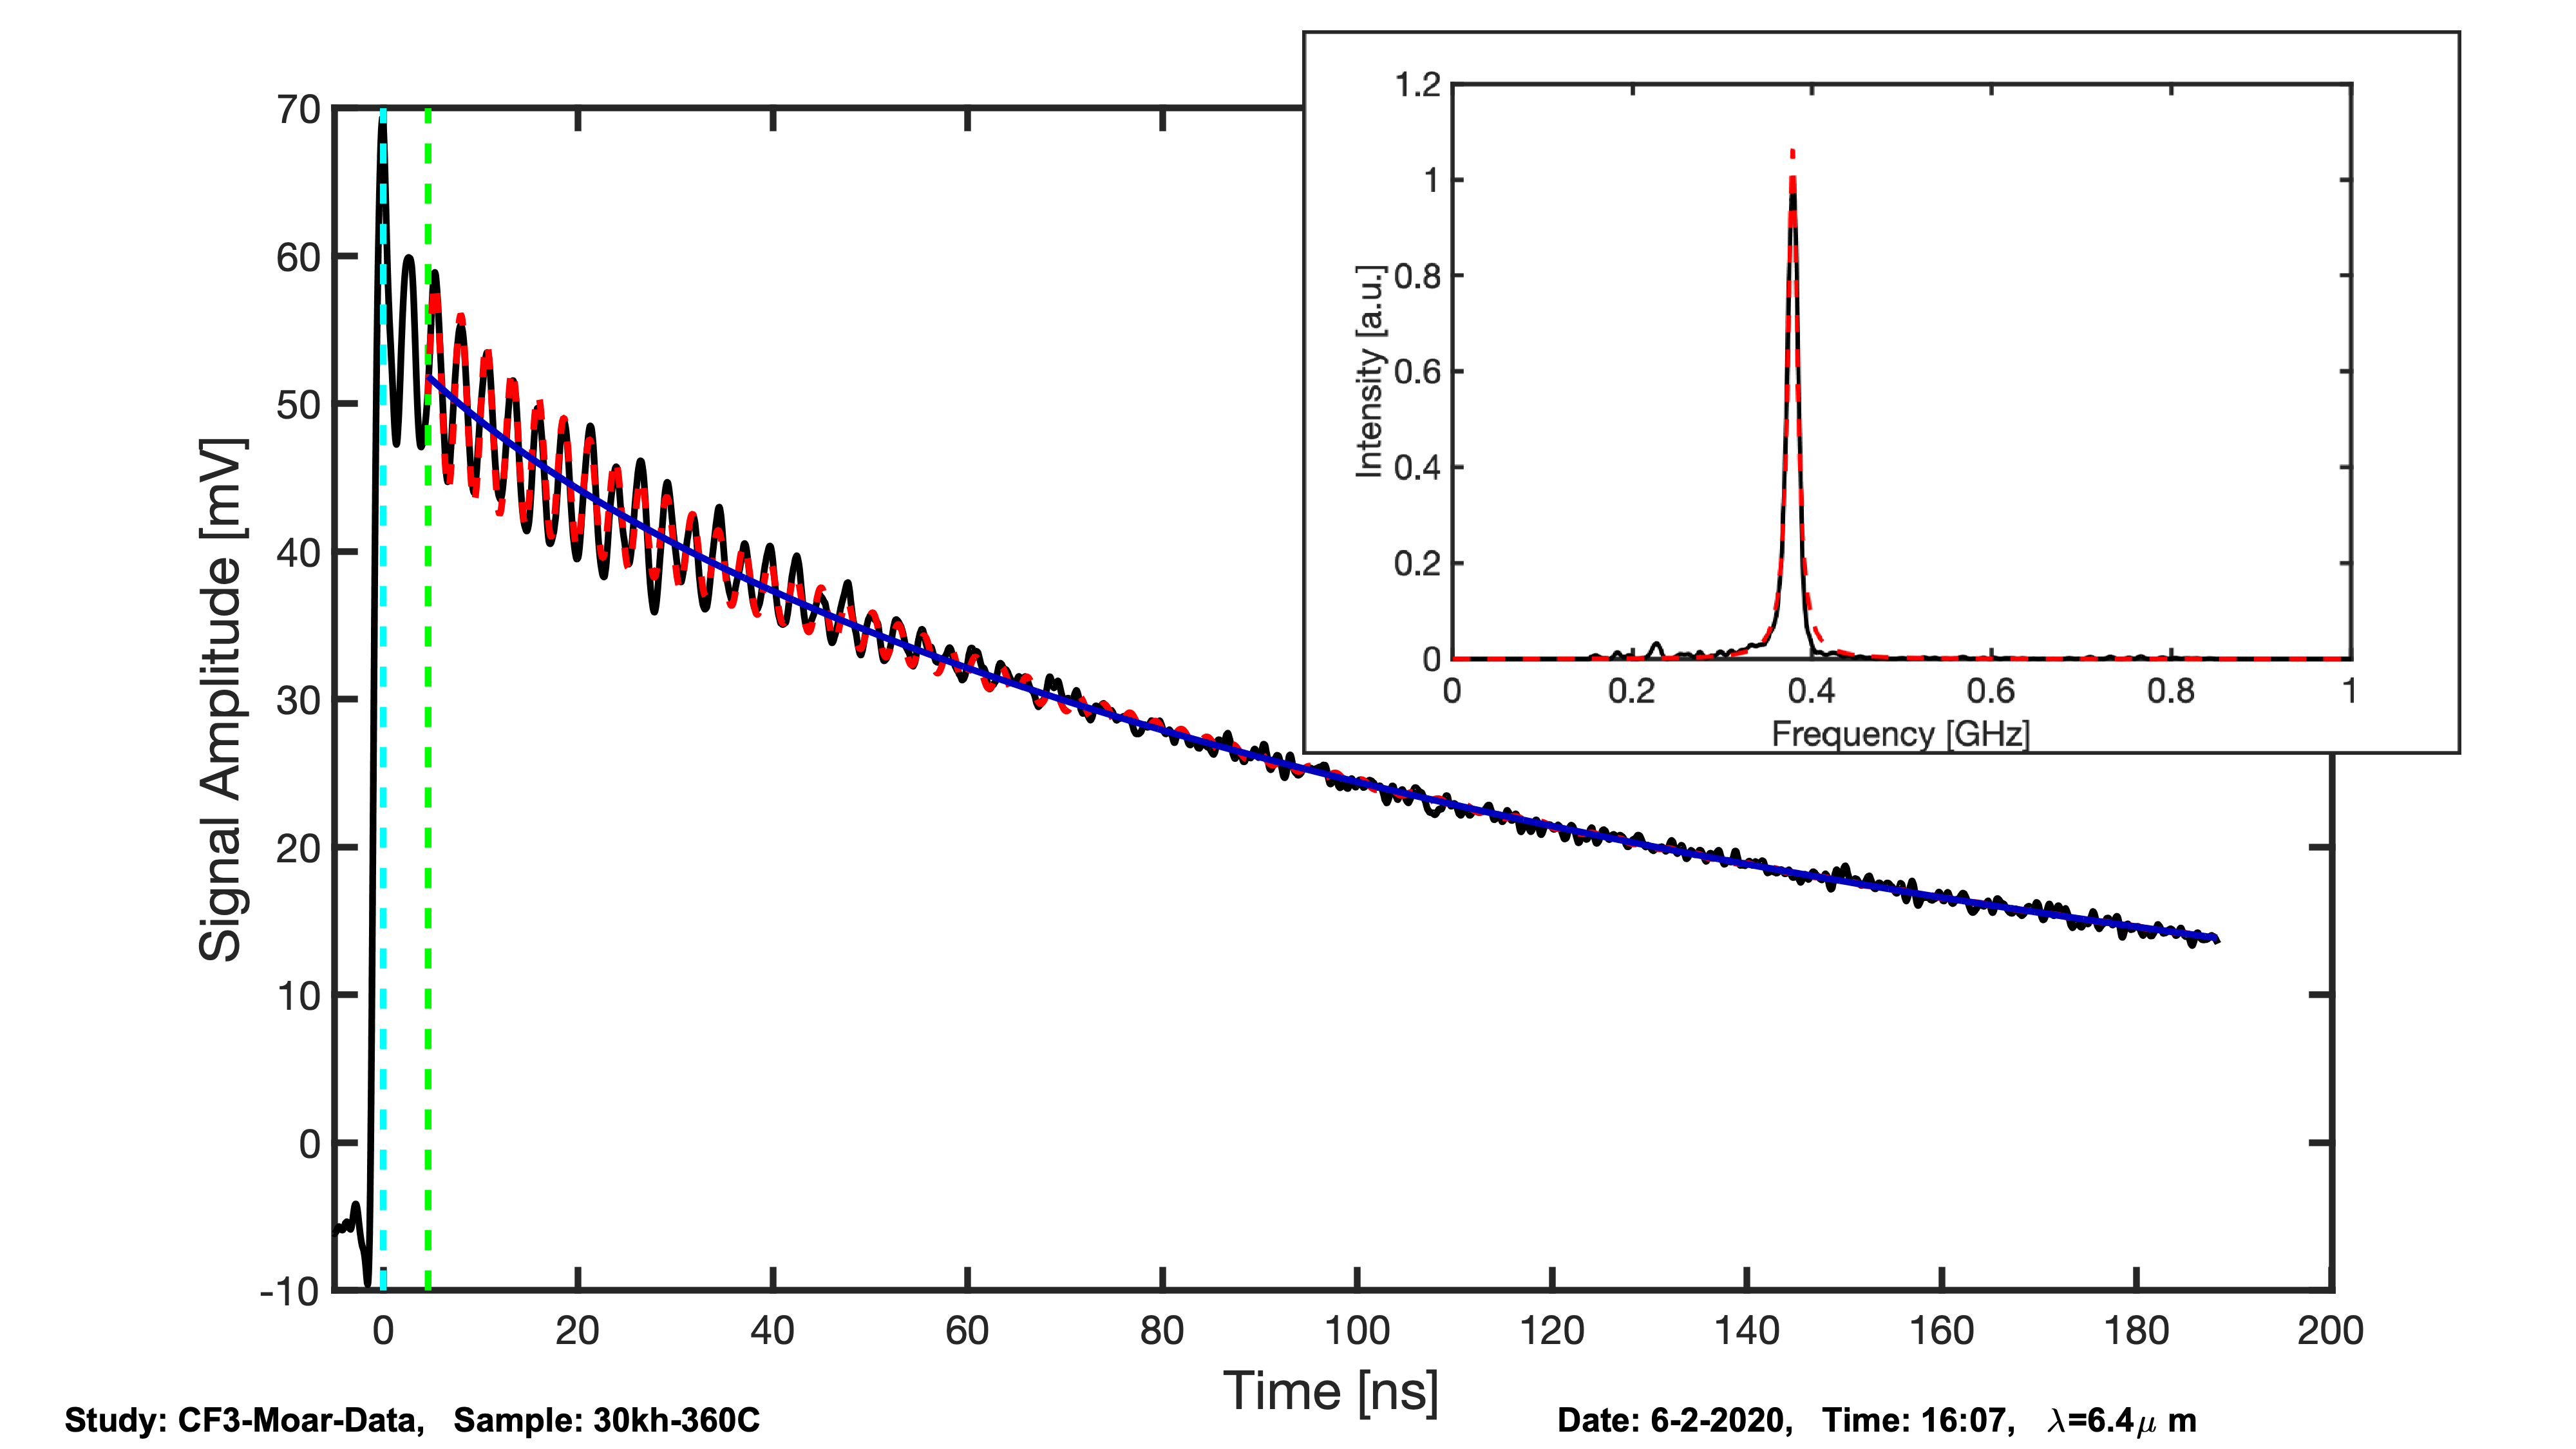 70
60
50
40
30
20
10
0
-10
Signal Amplitude [mV]
0 20 40 60 80 100 120 140 160 180 200
Time [ns]
1.2
1
0.8
0.6
0.4
0.2
0
Intensity [a.u.]
0 0.2 0.4 0.6 0.8 1
Frequency [GHz]
Study: CF3-Moar-Data, Sample: 30kh-360C
Date: 6-2-2020, Time: 16:07, λ=6.4μ m